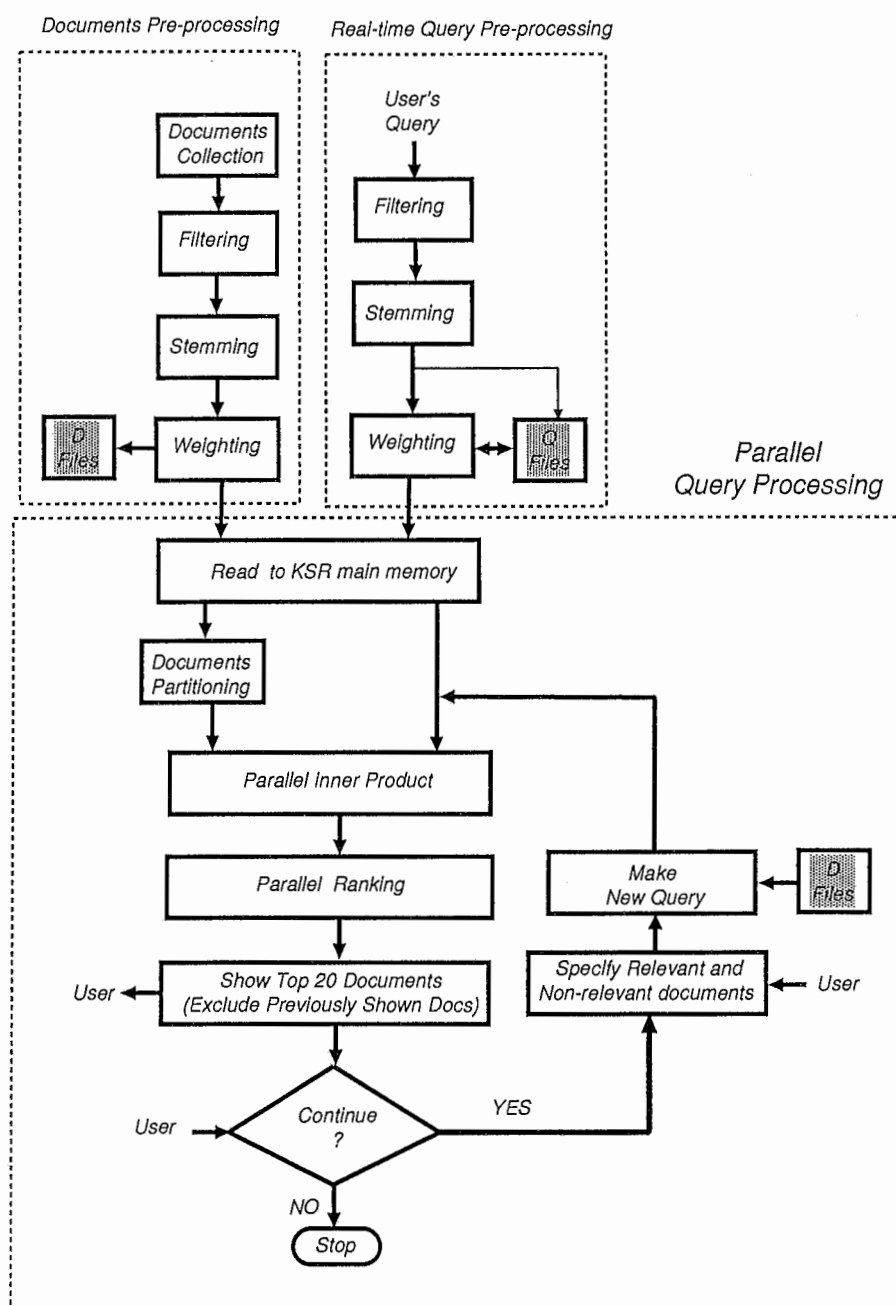 Documents Pre-processing
Real-time Query Pre-processing
Documents
Collection
Filtering
Stemming
Weighting
D
Files
User's
Query
Filtering
Stemming
Weighting
Q
Files
Parallel
Query Processing
Read to KSR main memory
Documents
Partitioning
Parallel inner Product
Parallel Ranking
Show Top 20 Documents
(Exclude Previously Shown Docs)
User
User
Continue
?
YES
NO
Stop
Make
New Query
D
Files
Specify Relevant and
Non-relevant documents
User